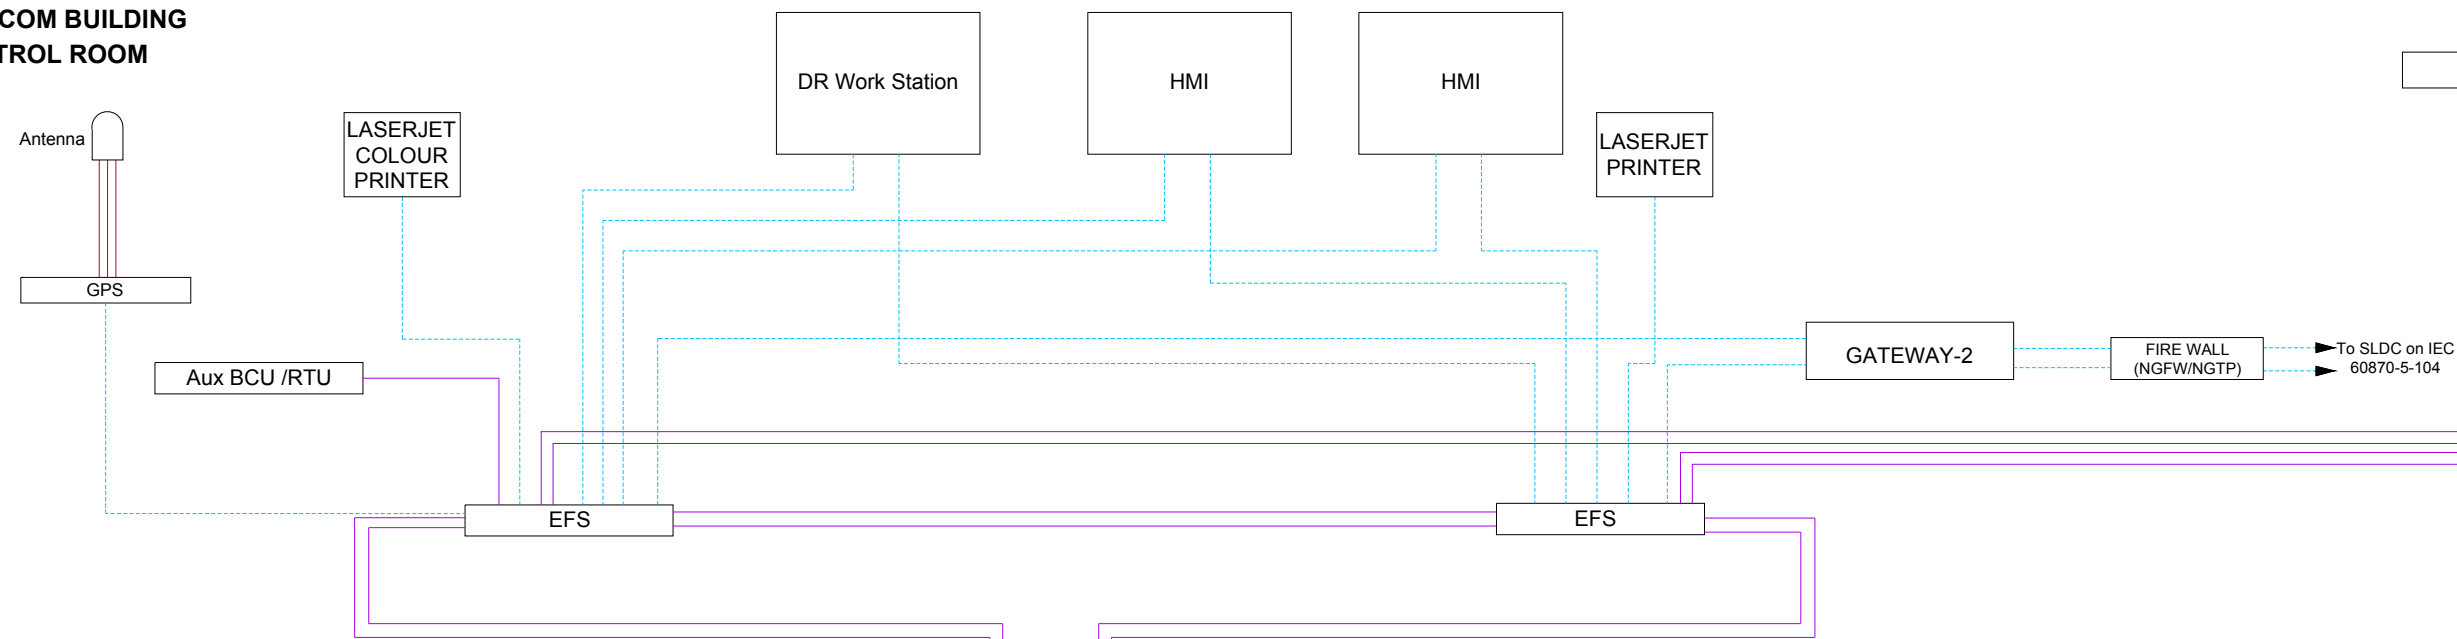 COM BUILDING
TROL ROOM
Antenna
GPS
LASERJET
COLOUR
PRINTER
Aux BCU /RTU
DR Work Station
HMI
HMI
LASERJET
PRINTER
GATEWAY-2
FIRE WALL
(NGFW/NGTP)
To SLDC on IEC
60870-5-104
EFS
EFS